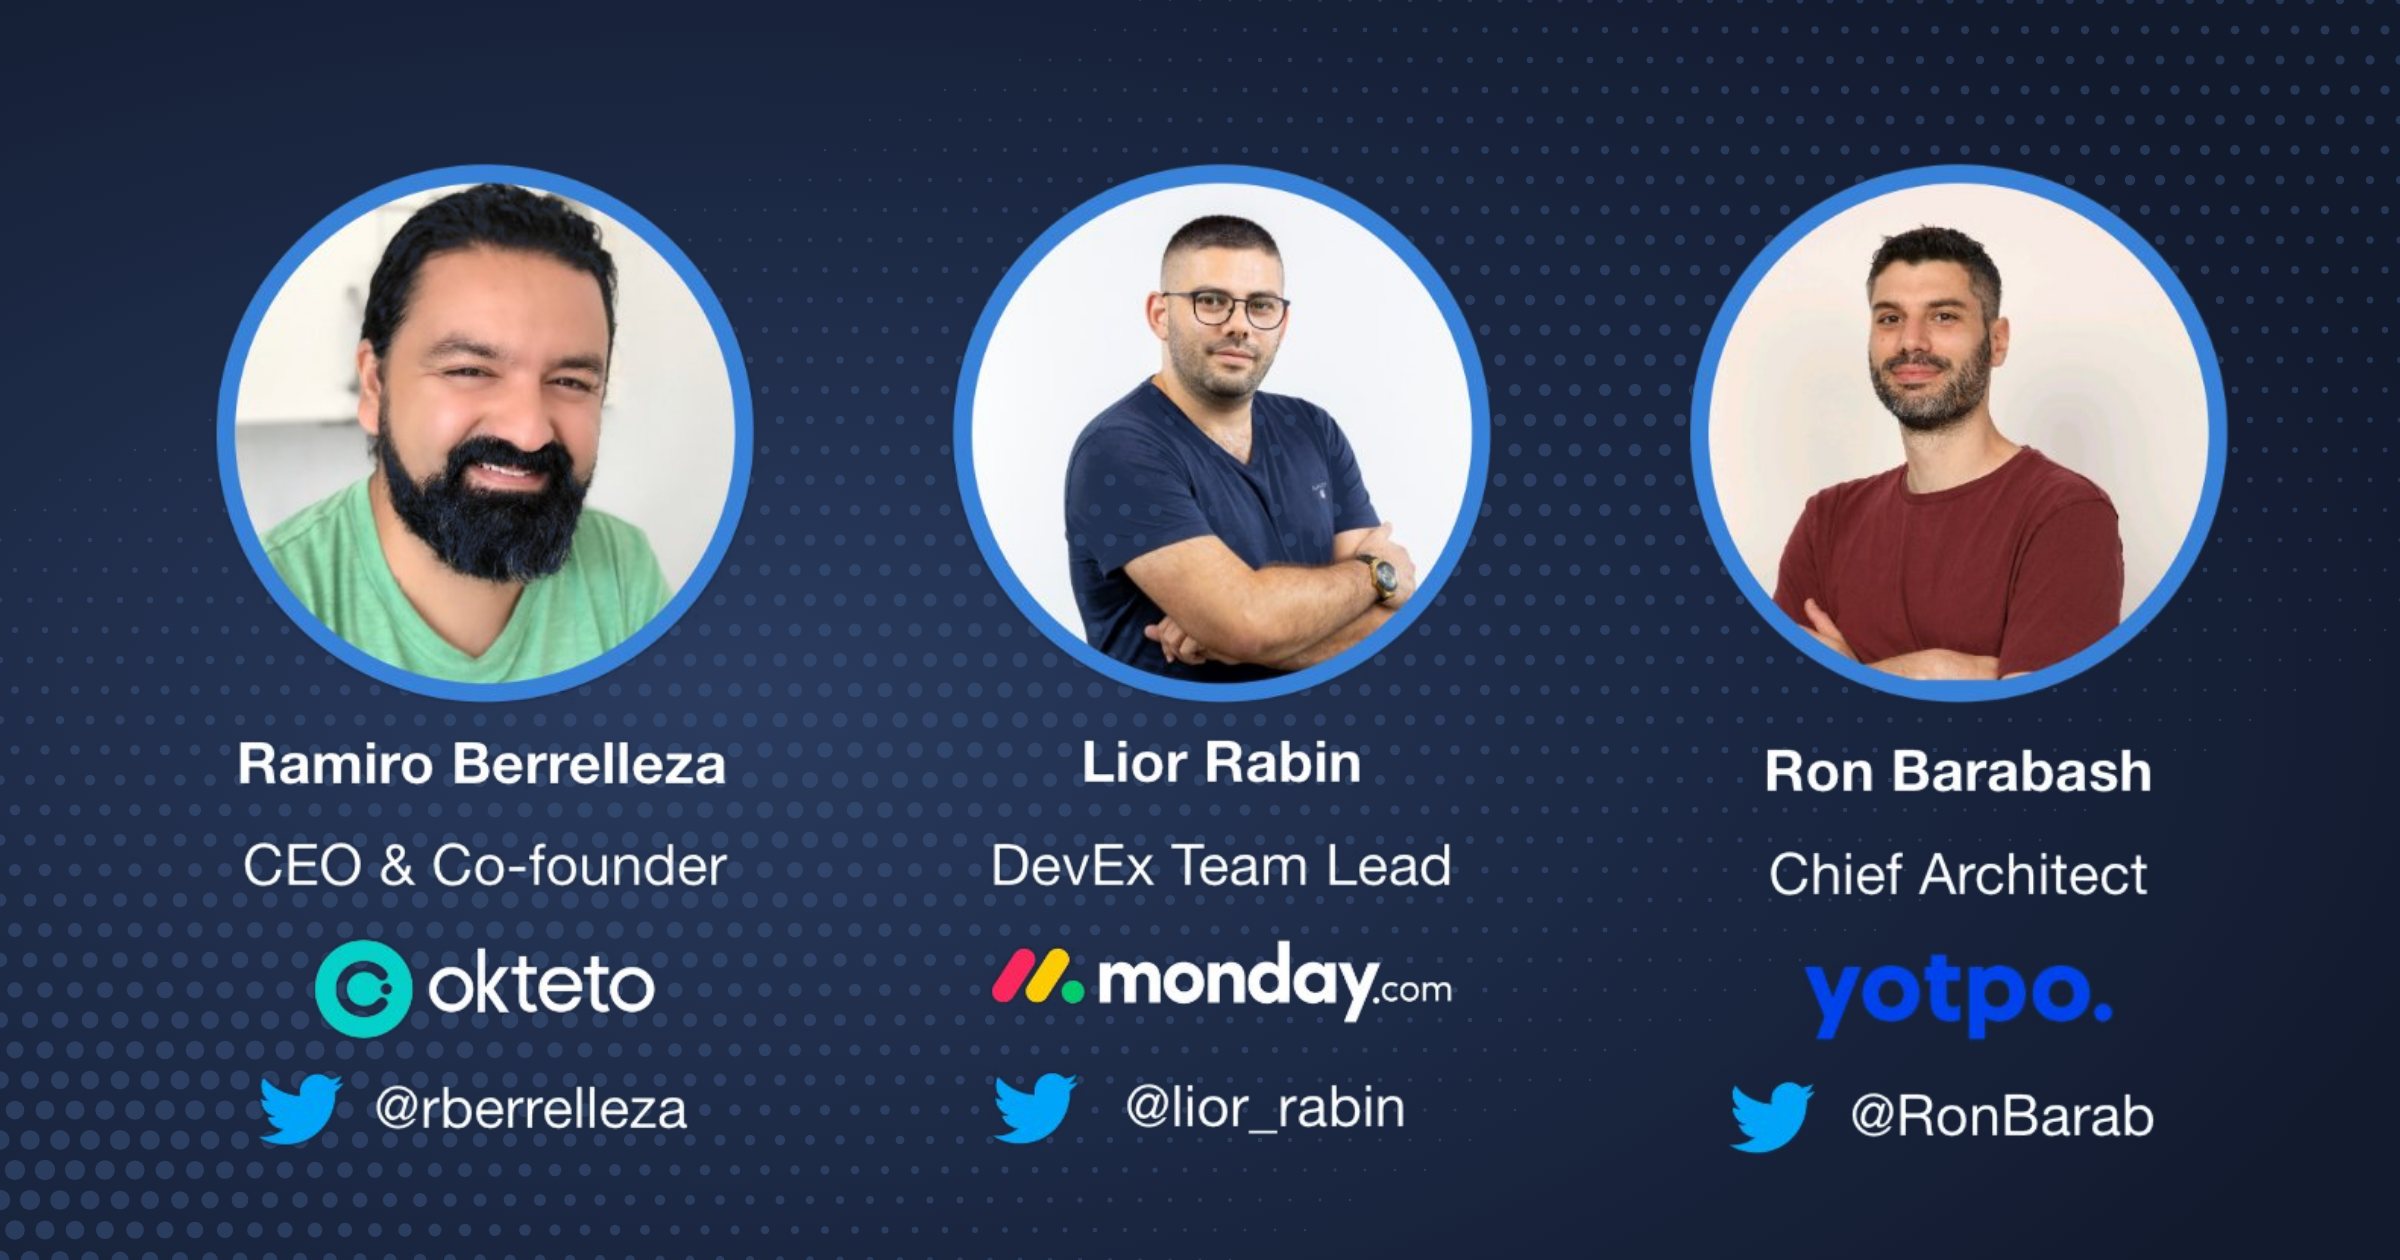 Ramiro Berrelleza
CEO & Co-founder
okteto
@rberrelleza
Lior Rabin
DevEx Team Lead
monday.com
@lior_rabin
Ron Barabash
Chief Architect
yotpo.
@RonBarab